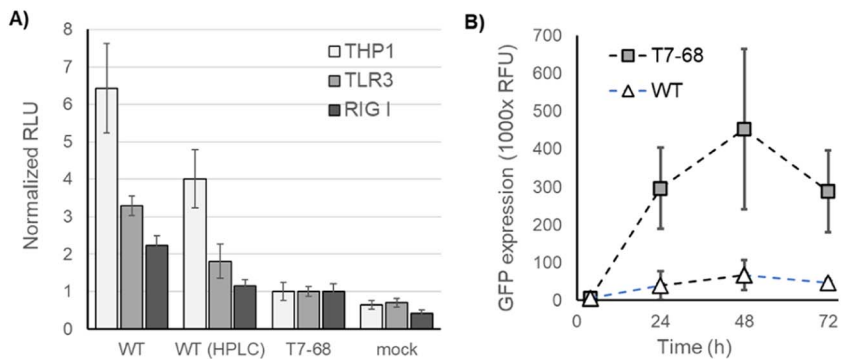 A)
Normalized RLU
8
7
6
5
4
3
2
1
0
THP1
TLR3
RIG I
WT
WT (HPLC)
T7-68
mock
B)
GFP expression (1000x RFU)
700
600
500
400
300
200
100
0
T7-68
WT
0
24
48
72
Time (h)